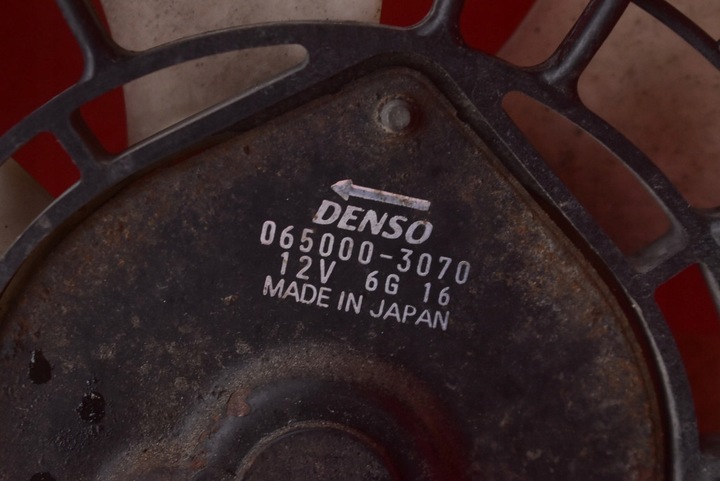 DENSO
065000-3070
12V 6G 16
MADE IN JAPAN